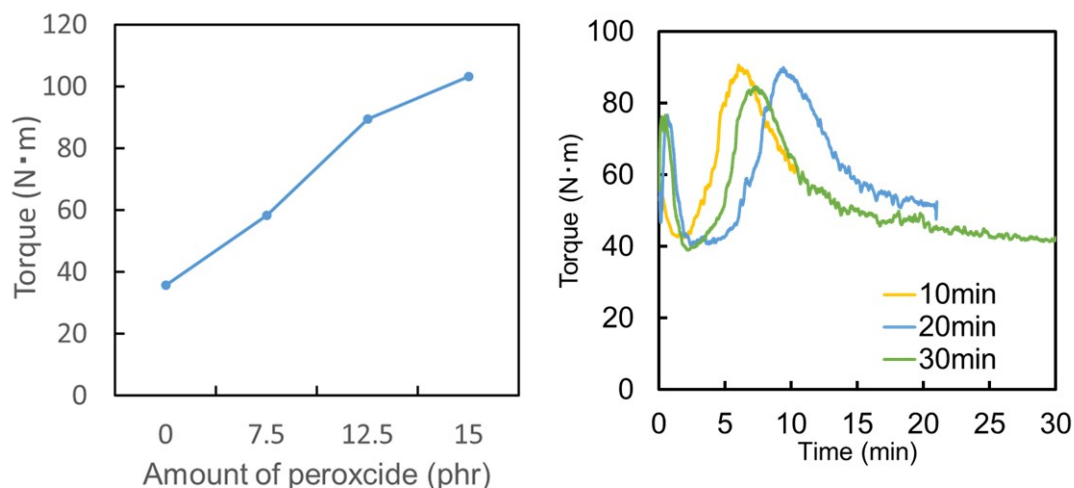 120
100
80
60
40
20
0
Torque (N・m)
0 7.5 12.5 15
Amount of peroxcide (phr)
100
80
60
40
20
0
Torque (N・m)
10min
20min
30min
0 5 10 15 20 25 30
Time (min)